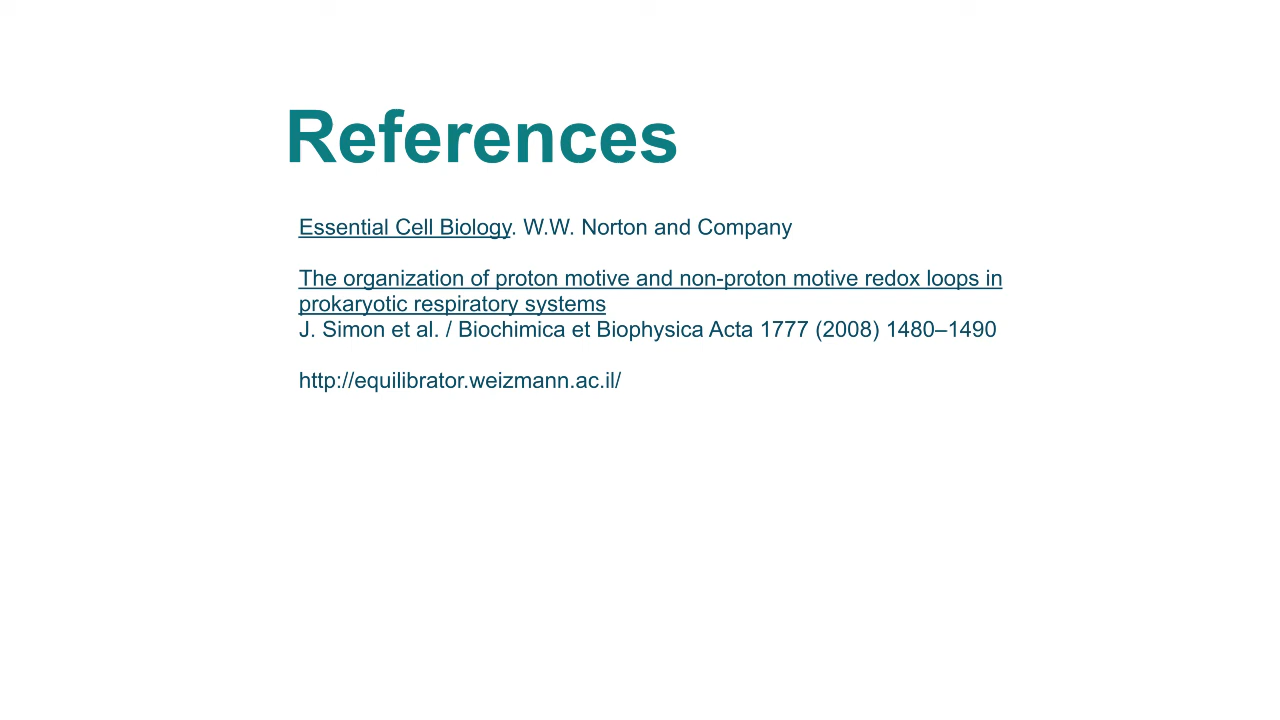 References
Essential Cell Biology. W.W. Norton and Company
The organization of proton motive and non-proton motive redox loops in
prokaryotic respiratory systems
J. Simon et al. / Biochimica et Biophysica Acta 1777 (2008) 1480–1490
http://equilibrator.weizmann.ac.il/